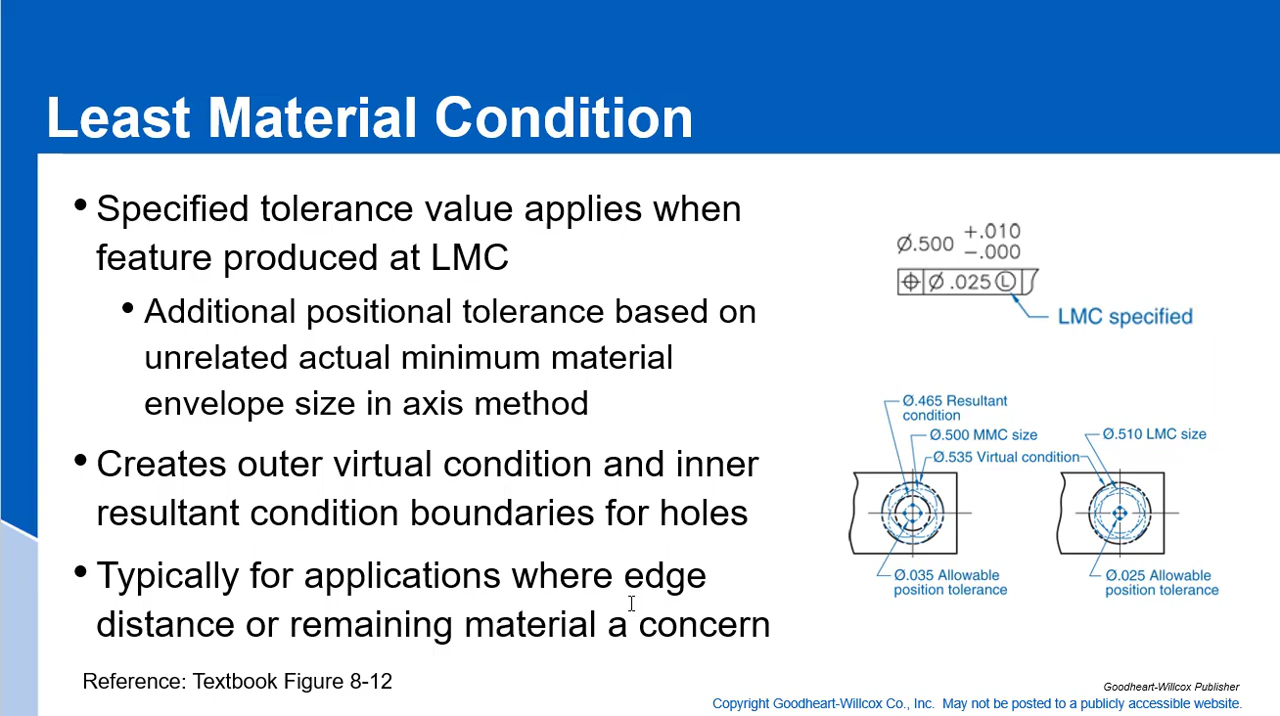 Least Material Condition
• Specified tolerance value applies when
feature produced at LMC
• Additional positional tolerance based on
unrelated actual minimum material
envelope size in axis method
• Creates outer virtual condition and inner
resultant condition boundaries for holes
• Typically for applications where edge
distance or remaining material a concern
Reference: Textbook Figure 8-12
Ø.500 +.010
−.000
⌖ Ø .025 Ⓛ
LMC specified
Ø.465 Resultant
condition
Ø.500 MMC size
Ø.535 Virtual condition
Ø.510 LMC size
Ø.035 Allowable
position tolerance
Ø.025 Allowable
position tolerance
Goodheart-Willcox Publisher
Copyright Goodheart-Willcox Co., Inc. May not be posted to a publicly accessible website.